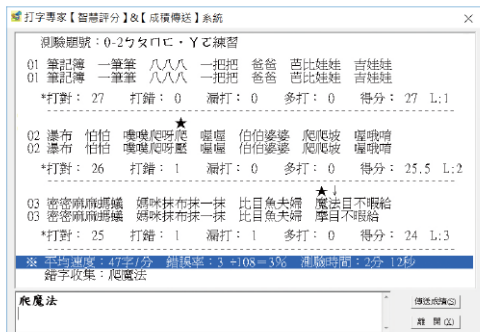 打字專家【智慧評分】&【成績傳送】系統
測驗題號：0-2ㄅㄆㄇㄈ・ㄚㄛ練習
01 筆記簿 一筆筆 八八八 一把把 爸爸 芭比娃娃 吉娃娃
01 筆記簿 一筆筆 八八八 一把把 爸爸 芭比娃娃 吉娃娃
*打對： 27 打錯： 0 漏打： 0 多打： 0 得分： 27 L:1
★
02 瀑布 怕怕 噗噗爬呀爬 喔喔 伯伯婆婆 爬爬坡 喔哦唷
02 瀑布 怕怕 噗噗爬呀壓 喔喔 伯伯婆婆 爬爬坡 喔哦唷
*打對： 26 打錯： 1 漏打： 0 多打： 0 得分： 25.5 L:2
★↓
03 密密麻麻螞蟻 媽咪抹布抹一抹 比目魚夫婦 魔法目不暇給
03 密密麻麻螞蟻 媽咪抹布抹一抹 比目魚夫婦 摩目不暇給
*打對： 25 打錯： 1 漏打： 1 多打： 0 得分： 24 L:3
※ 平均速度：47字/分 錯誤率：3 ÷108＝3% 測驗時間：2分 12秒
錯字收集：爬魔法
爬魔法
傳送成績(S)
離 開(X)